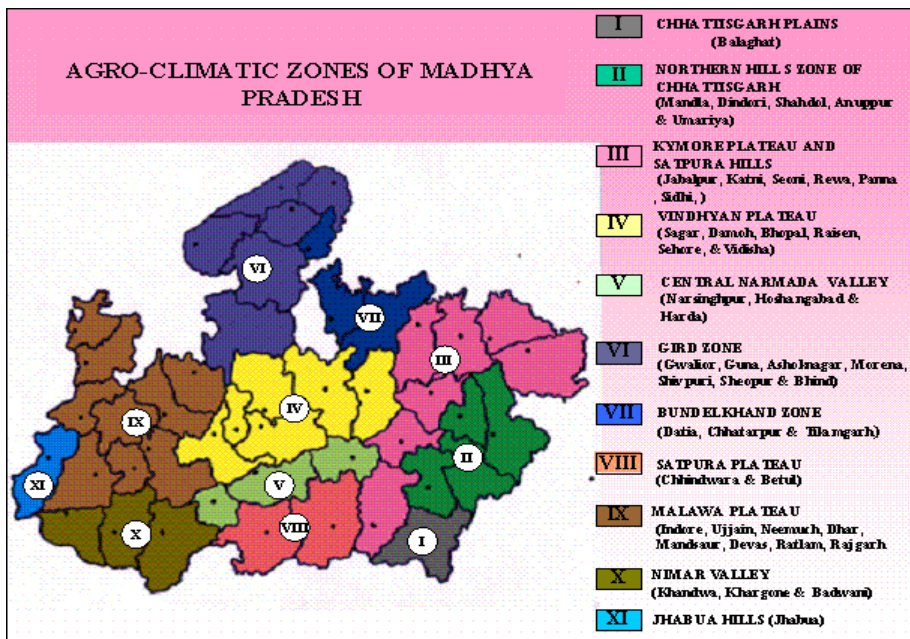 AGRO-CLIMATIC ZONES OF MADHYA
PRADESH
I CHHATTISGARH PLAINS
(Balaghat)
II NORTHERN HILLS ZONE OF
CHHATTISGARH
(Mandla, Dindori, Shahdol, Anuppur
& Umariya)
III KYMORE PLATEAU AND
SATPURA HILLS
(Jabalpur, Katni, Seoni, Rewa, Panna
, Sidhi, )
IV VINDHYAN PLATEAU
(Sagar, Damoh, Bhopal, Raisen,
Sehore, & Vidisha)
V CENTRAL NARMADA VALLEY
(Narsinghpur, Hoshangabad &
Harda)
VI GIRD ZONE
(Gwalior, Guna, Ashoknagar, Morena,
Shivpuri, Sheopur & Bhind)
VII BUNDELKHAND ZONE
(Datia, Chhatarpur & Tikamgarh)
VIII SATPURA PLATEAU
(Chhindwara & Betul)
IX MALAWA PLATEAU
(Indore, Ujjain, Neemuch, Dhar,
Mandsaur, Devas, Ratlam, Rajgarh
X NIMAR VALLEY
(Khandwa, Khargone & Badwani)
XI JHABUA HILLS (Jhabua)
VI
VII
III
IV
IX
II
V
XI
VIII
X
I